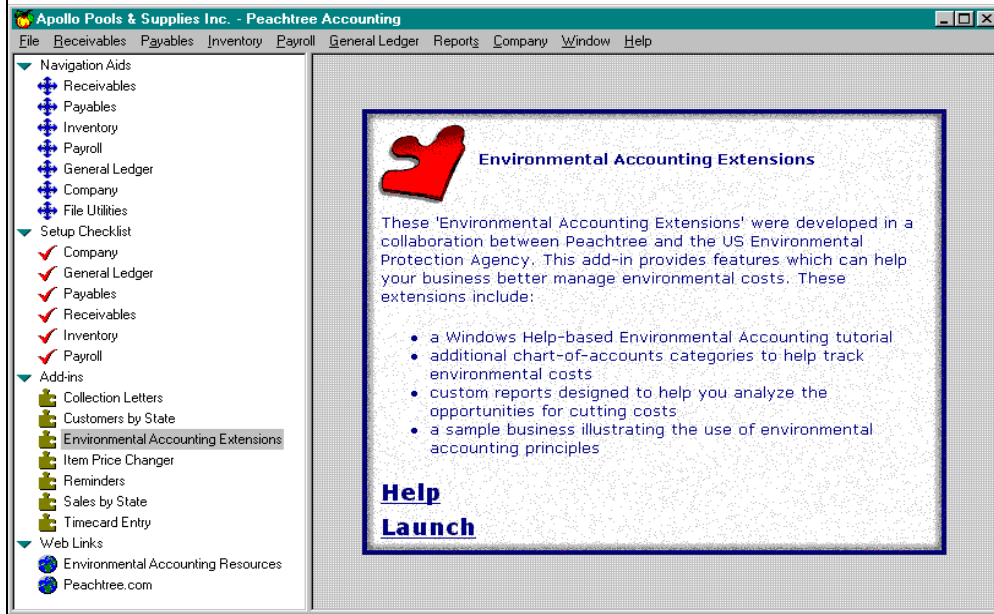 Apollo Pools & Supplies Inc. - Peachtree Accounting
File Receivables Payables Inventory Payroll General Ledger Reports Company Window Help
Navigation Aids
Receivables
Payables
Inventory
Payroll
General Ledger
Company
File Utilities
Setup Checklist
Company
General Ledger
Payables
Receivables
Inventory
Payroll
Add-ins
Collection Letters
Customers by State
Environmental Accounting Extensions
Item Price Changer
Reminders
Sales by State
Timecard Entry
Web Links
Environmental Accounting Resources
Peachtree.com
Environmental Accounting Extensions
These 'Environmental Accounting Extensions' were developed in a
collaboration between Peachtree and the US Environmental
Protection Agency. This add-in provides features which can help
your business better manage environmental costs. These
extensions include:
• a Windows Help-based Environmental Accounting tutorial
• additional chart-of-accounts categories to help track
environmental costs
• custom reports designed to help you analyze the
opportunities for cutting costs
• a sample business illustrating the use of environmental
accounting principles
Help
Launch